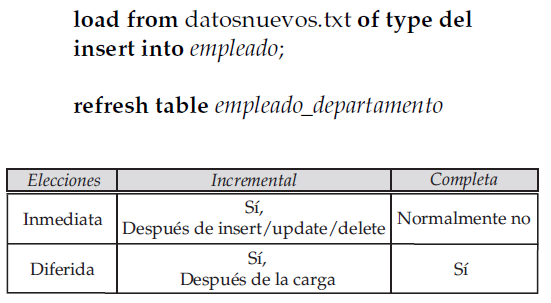 load from datosnuevos.txt of type del
insert into empleado;
refresh table empleado_departamento
Elecciones Incremental Completa
Inmediata Sí, Después de insert/update/delete Normalmente no
Diferida Sí, Después de la carga Sí